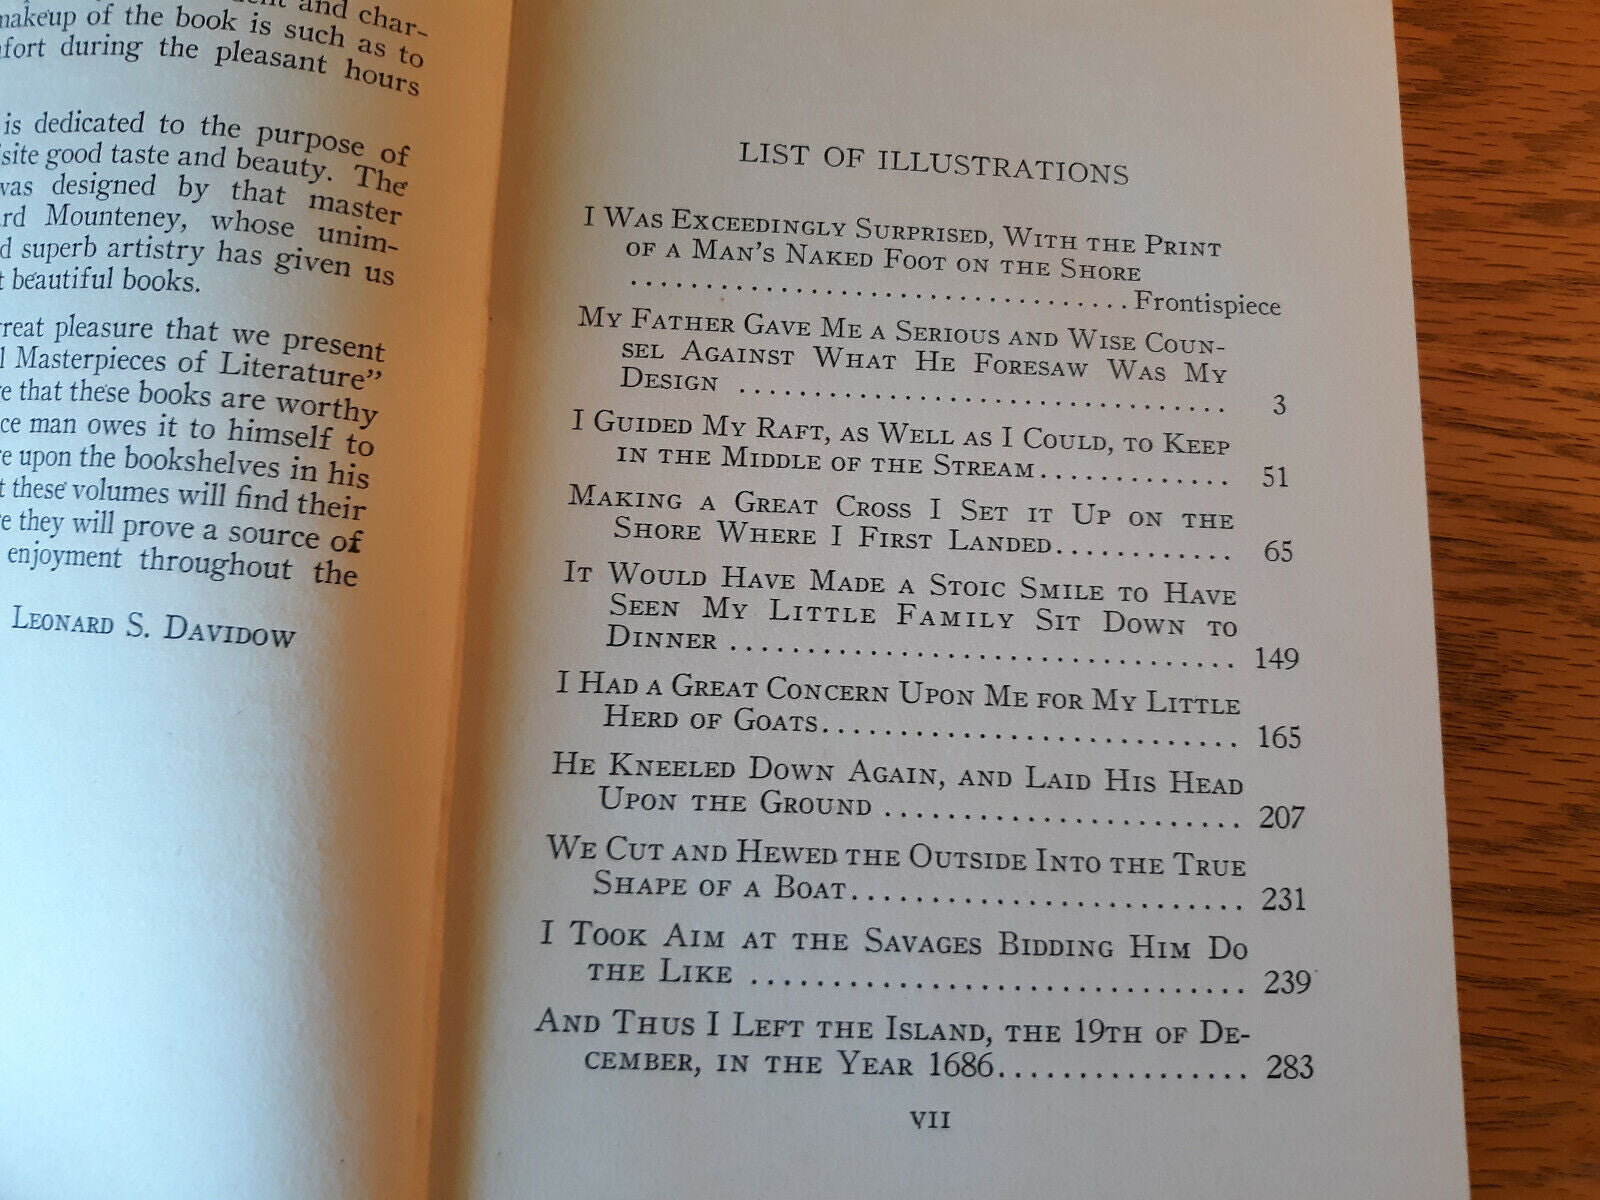 and char-
makeup of the book is such as to
during the pleasant hours
is dedicated to the purpose of
good taste and beauty. The
was designed by that master
Mounteney, whose unim-
superb artistry has given us
beautiful books.
great pleasure that we present
Masterpieces of Literature”
that these books are worthy
man owes it to himself to
upon the bookshelves in his
these volumes will find their
they will prove a source of
enjoyment throughout the
Leonard S. Davidow
LIST OF ILLUSTRATIONS
I Was Exceedingly Surprised, With the Print
of a Man's Naked Foot on the Shore
..................................Frontispiece
My Father Gave Me a Serious and Wise Coun-
sel Against What He Foresaw Was My
Design ................................. 3
I Guided My Raft, as Well as I Could, to Keep
in the Middle of the Stream............. 51
Making a Great Cross I Set it Up on the
Shore Where I First Landed............ 65
It Would Have Made a Stoic Smile to Have
Seen My Little Family Sit Down to
Dinner ................................. 149
I Had a Great Concern Upon Me for My Little
Herd of Goats........................... 165
He Kneeled Down Again, and Laid His Head
Upon the Ground ....................... 207
We Cut and Hewed the Outside Into the True
Shape of a Boat.......................... 231
I Took Aim at the Savages Bidding Him Do
the Like ................................ 239
And Thus I Left the Island, the 19th of De-
cember, in the Year 1686................ 283
VII